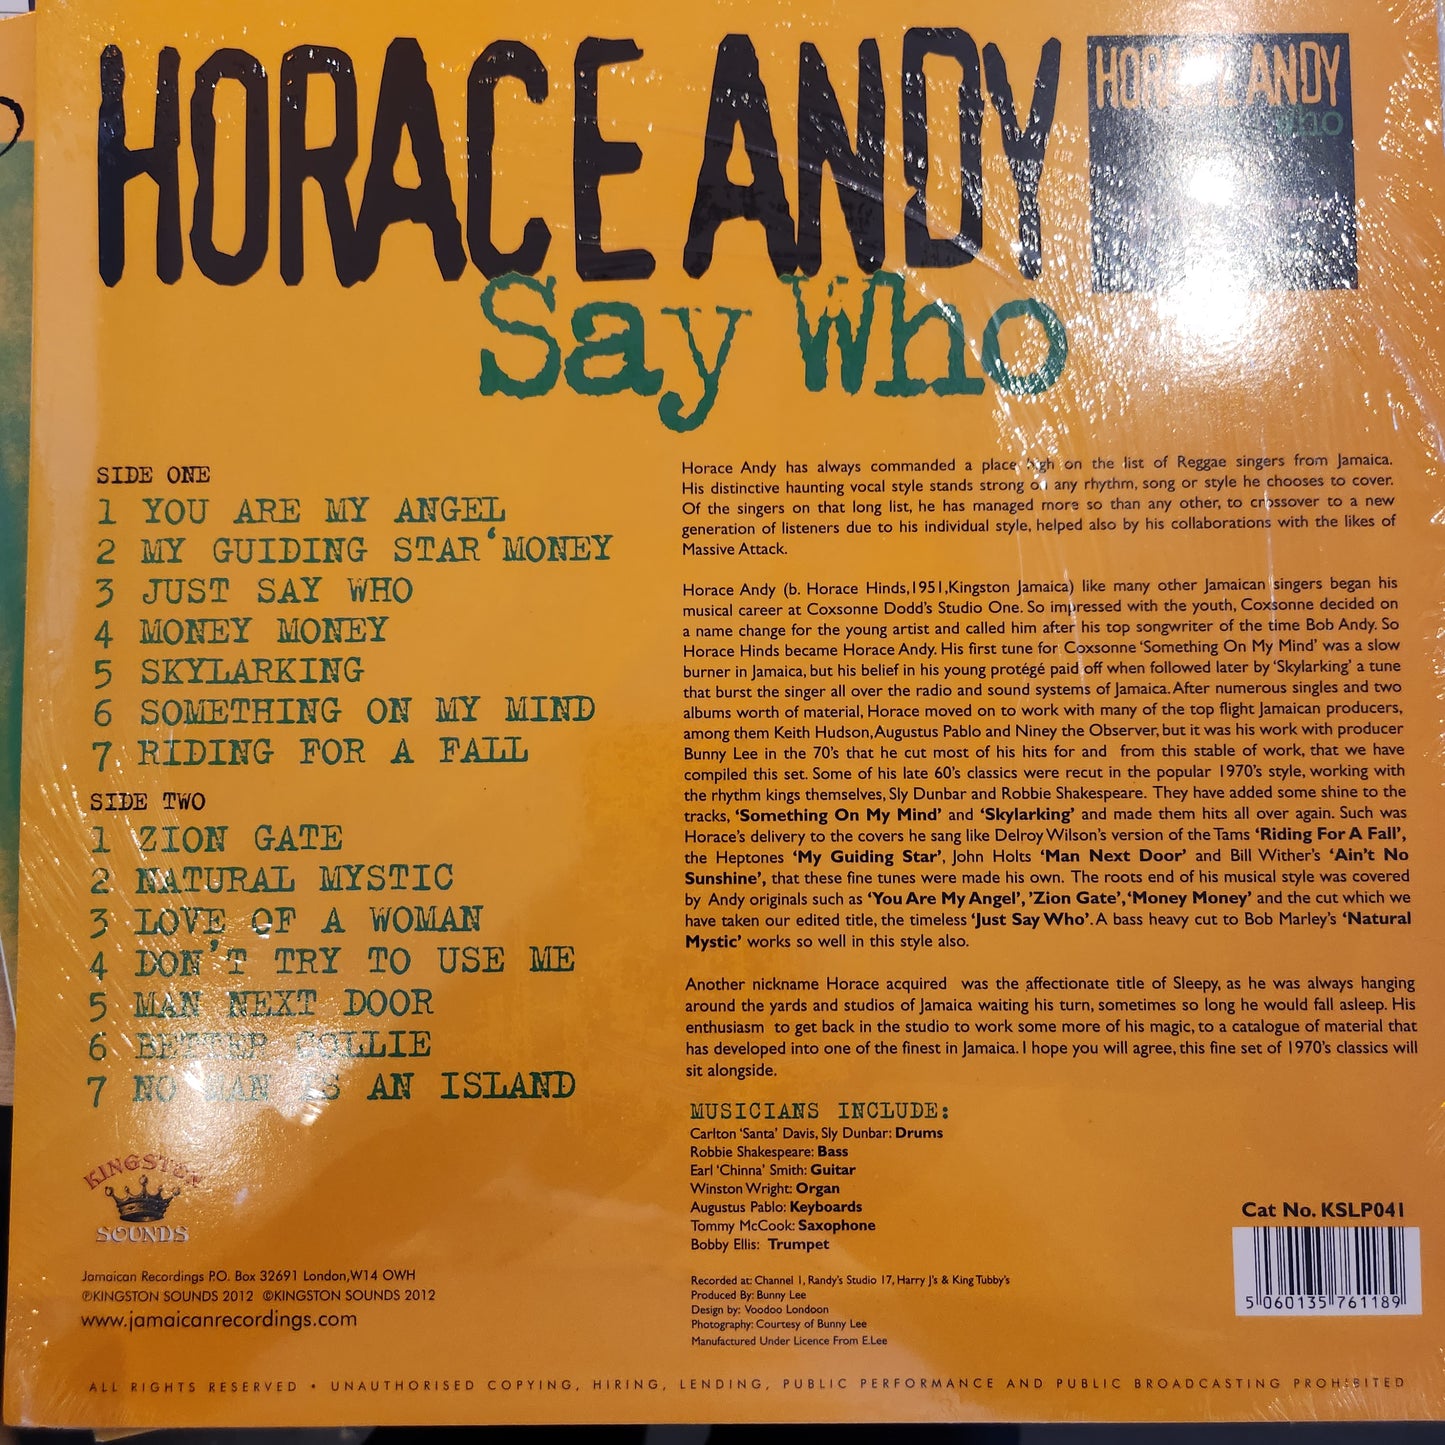 HORACE ANDY
Say Who
HORACE ANDY
who
SIDE ONE
1 YOU ARE MY ANGEL
2 MY GUIDING STAR‘MONEY
3 JUST SAY WHO
4 MONEY MONEY
5 SKYLARKING
6 SOMETHING ON MY MIND
7 RIDING FOR A FALL
SIDE TWO
1 ZION GATE
2 NATURAL MYSTIC
3 LOVE OF A WOMAN
4 DON'T TRY TO USE ME
5 MAN NEXT DOOR
6 BETTER COLLIE
7 NO MAN IS AN ISLAND
KINGSTON
SOUNDS
Jamaican Recordings P.O. Box 32691 London,W14 OWH
℗KINGSTON SOUNDS 2012 ©KINGSTON SOUNDS 2012
www.jamaicanrecordings.com
Horace Andy has always commanded a place high on the list of Reggae singers from Jamaica.
His distinctive haunting vocal style stands strong on any rhythm, song or style he chooses to cover.
Of the singers on that long list, he has managed more so than any other, to crossover to a new
generation of listeners due to his individual style, helped also by his collaborations with the likes of
Massive Attack.
Horace Andy (b. Horace Hinds,1951,Kingston Jamaica) like many other Jamaican singers began his
musical career at Coxsonne Dodd's Studio One. So impressed with the youth, Coxsonne decided on
a name change for the young artist and called him after his top songwriter of the time Bob Andy. So
Horace Hinds became Horace Andy. His first tune for Coxsonne ‘Something On My Mind’ was a slow
burner in Jamaica, but his belief in his young protégé paid off when followed later by ‘Skylarking’ a tune
that burst the singer all over the radio and sound systems of Jamaica. After numerous singles and two
albums worth of material, Horace moved on to work with many of the top flight Jamaican producers,
among them Keith Hudson, Augustus Pablo and Niney the Observer, but it was his work with producer
Bunny Lee in the 70's that he cut most of his hits for and from this stable of work, that we have
compiled this set. Some of his late 60's classics were recut in the popular 1970's style, working with
the rhythm kings themselves, Sly Dunbar and Robbie Shakespeare. They have added some shine to the
tracks, ‘Something On My Mind’ and ‘Skylarking’ and made them hits all over again. Such was
Horace's delivery to the covers he sang like Delroy Wilson's version of the Tams ‘Riding For A Fall’,
the Heptones ‘My Guiding Star’, John Holts ‘Man Next Door’ and Bill Wither's ‘Ain't No
Sunshine’, that these fine tunes were made his own. The roots end of his musical style was covered
by Andy originals such as ‘You Are My Angel’, ’Zion Gate’, ‘Money Money’ and the cut which we
have taken our edited title, the timeless ‘Just Say Who’. A bass heavy cut to Bob Marley's ‘Natural
Mystic’ works so well in this style also.
Another nickname Horace acquired was the affectionate title of Sleepy, as he was always hanging
around the yards and studios of Jamaica waiting his turn, sometimes so long he would fall asleep. His
enthusiasm to get back in the studio to work some more of his magic, to a catalogue of material that
has developed into one of the finest in Jamaica. I hope you will agree, this fine set of 1970's classics will
sit alongside.
MUSICIANS INCLUDE:
Carlton ‘Santa’ Davis, Sly Dunbar: Drums
Robbie Shakespeare: Bass
Earl ‘Chinna’ Smith: Guitar
Winston Wright: Organ
Augustus Pablo: Keyboards
Tommy McCook: Saxophone
Bobby Ellis: Trumpet
Recorded at: Channel 1, Randy's Studio 17, Harry J's & King Tubby's
Produced By: Bunny Lee
Design by: Voodoo Londoon
Photography: Courtesy of Bunny Lee
Manufactured Under Licence From E.Lee
Cat No. KSLP041
5 060135 761189
ALL RIGHTS RESERVED • UNAUTHORISED COPYING, HIRING, LENDING, PUBLIC PERFORMANCE AND PUBLIC BROADCASTING PROHIBITED